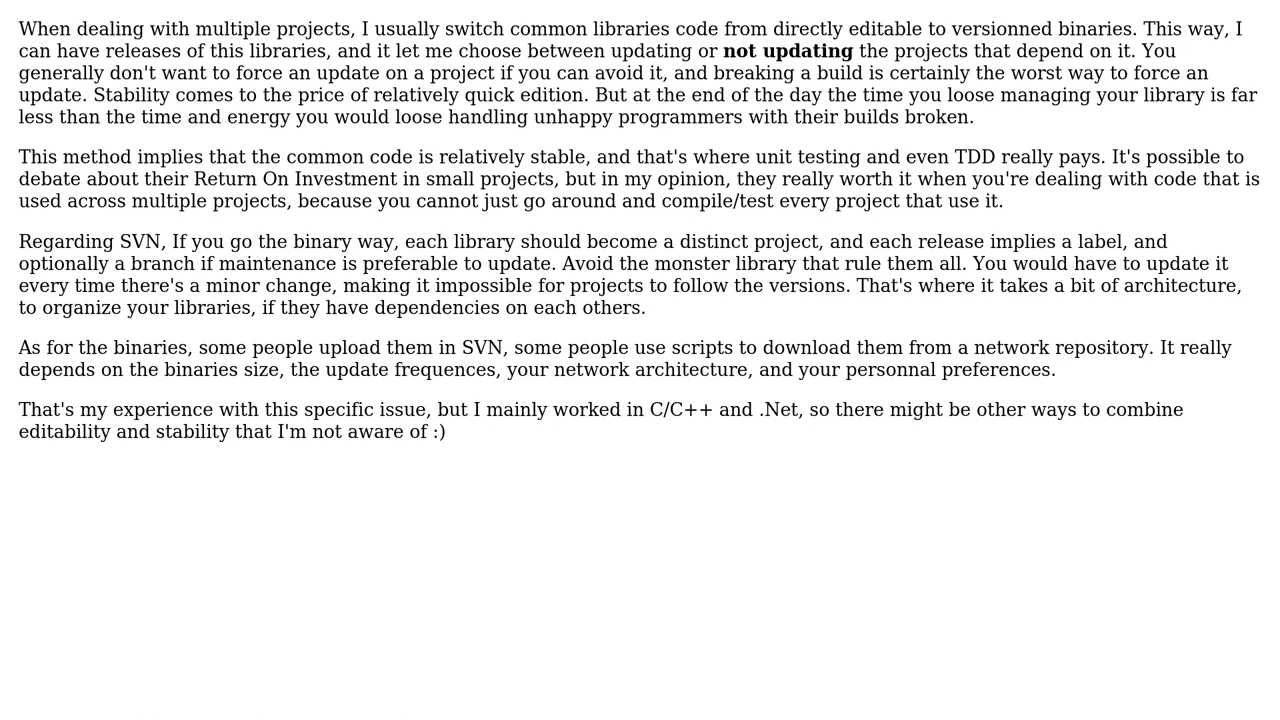 When dealing with multiple projects, I usually switch common libraries code from directly editable to versionned binaries. This way, I
can have releases of this libraries, and it let me choose between updating or not updating the projects that depend on it. You
generally don't want to force an update on a project if you can avoid it, and breaking a build is certainly the worst way to force an
update. Stability comes to the price of relatively quick edition. But at the end of the day the time you loose managing your library is far
less than the time and energy you would loose handling unhappy programmers with their builds broken.
This method implies that the common code is relatively stable, and that's where unit testing and even TDD really pays. It's possible to
debate about their Return On Investment in small projects, but in my opinion, they really worth it when you're dealing with code that is
used across multiple projects, because you cannot just go around and compile/test every project that use it.
Regarding SVN, If you go the binary way, each library should become a distinct project, and each release implies a label, and
optionally a branch if maintenance is preferable to update. Avoid the monster library that rule them all. You would have to update it
every time there's a minor change, making it impossible for projects to follow the versions. That's where it takes a bit of architecture,
to organize your libraries, if they have dependencies on each others.
As for the binaries, some people upload them in SVN, some people use scripts to download them from a network repository. It really
depends on the binaries size, the update frequences, your network architecture, and your personnal preferences.
That's my experience with this specific issue, but I mainly worked in C/C++ and .Net, so there might be other ways to combine
editability and stability that I'm not aware of :)